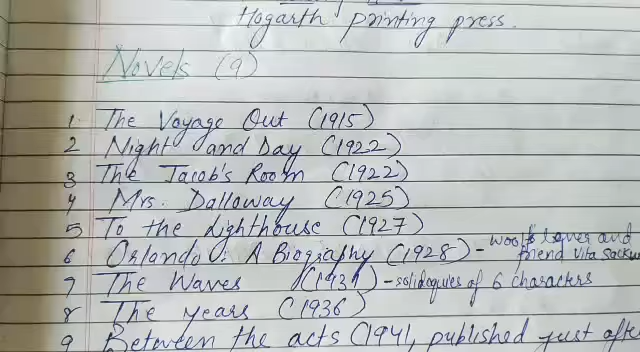 Hogarth printing press.
Novels (9)
1. The Voyage Out (1915)
2 Night and Day (1922)
3 The Jacob's Room (1922)
4 Mrs. Dalloway (1925)
5 To the Lighthouse (1927)
6 Orlando: A Biography (1928) - woolf's lover and friend Vita Sackv
7 The Waves (1931) - soliloquies of 6 characters
8 The years (1936)
9 Between the acts (1941, published just afte